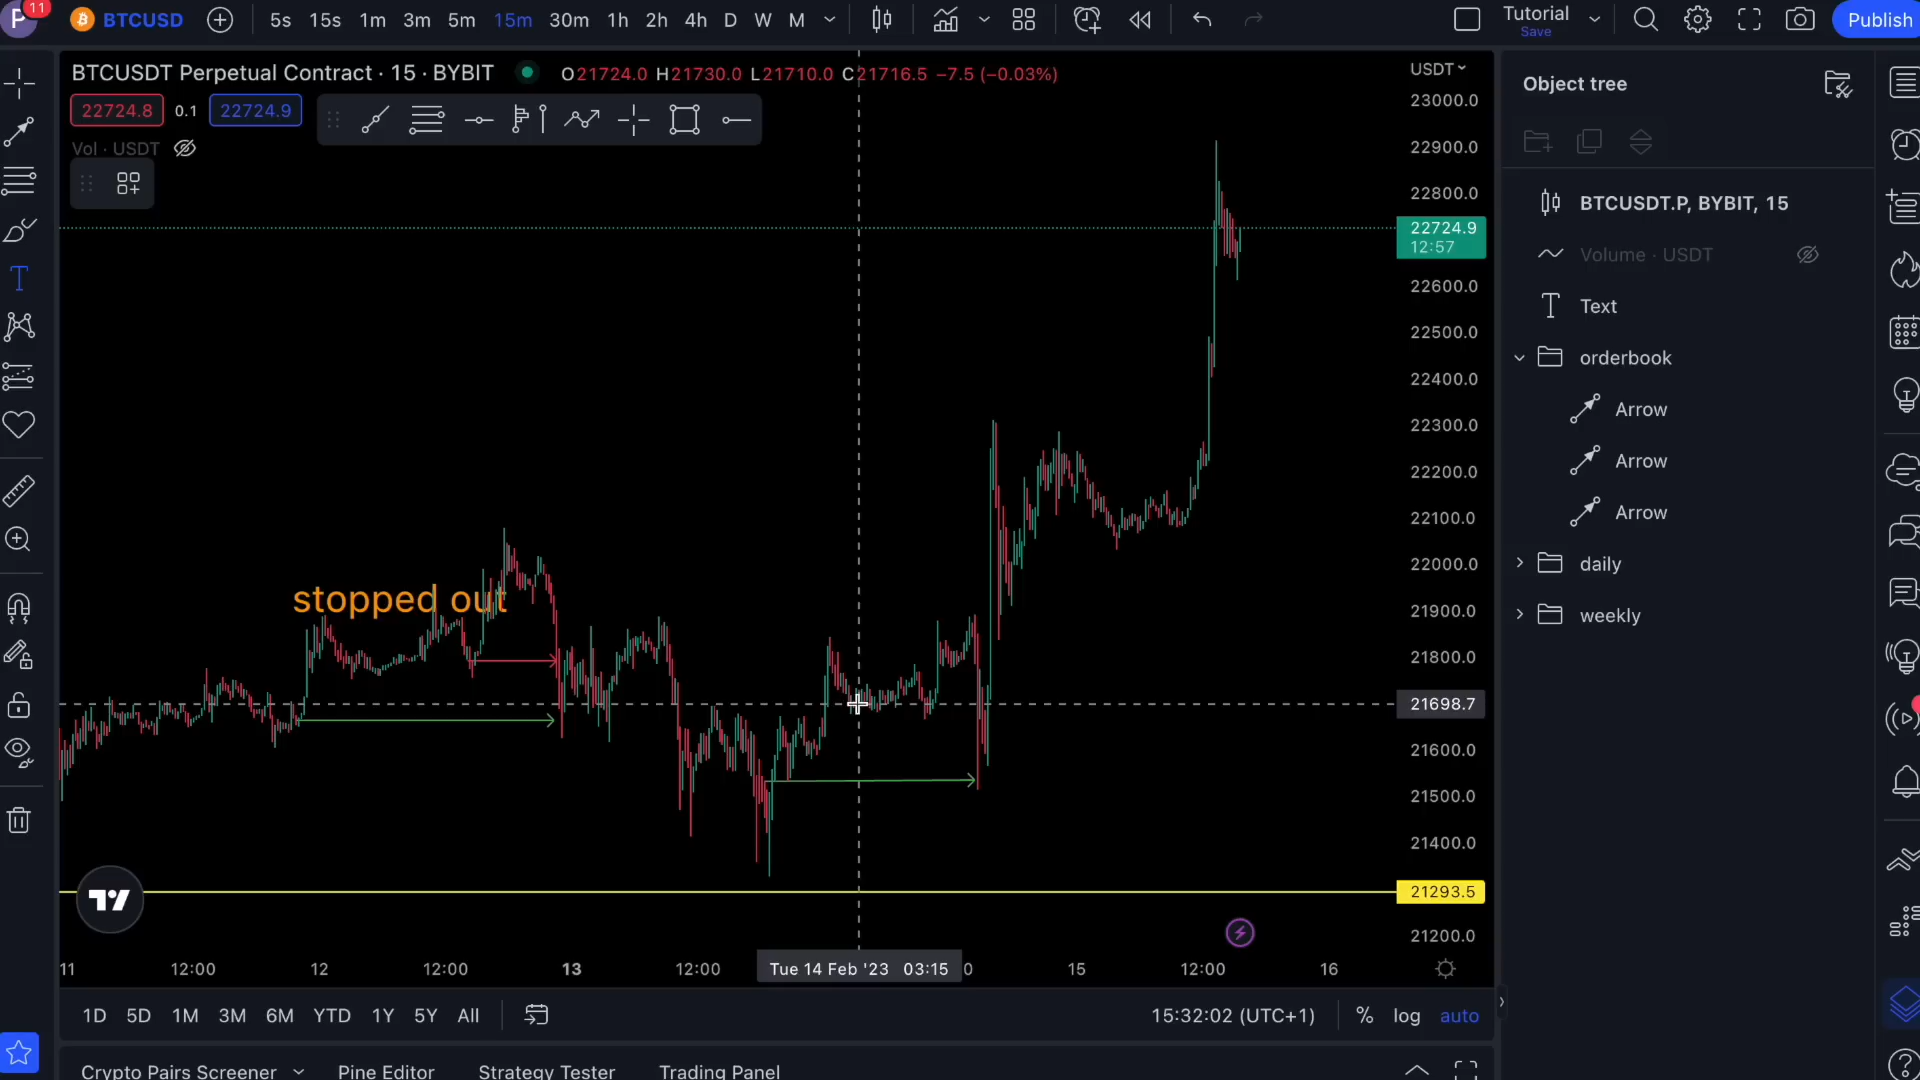 P 11 BTCUSD 5s 15s 1m 3m 5m 15m 30m 1h 2h 4h D W M Tutorial Save Publish
BTCUSDT Perpetual Contract · 15 · BYBIT O21724.0 H21730.0 L21710.0 C21716.5 −7.5 (−0.03%)
22724.8 0.1 22724.9
Vol · USDT
USDT
23000.0
22900.0
22800.0
22724.9
12:57
22600.0
22500.0
22400.0
22300.0
22200.0
22100.0
22000.0
21900.0
21800.0
21698.7
21600.0
21500.0
21400.0
21293.5
21200.0
stopped out
11 12:00 12 12:00 13 12:00 Tue 14 Feb '23 03:15 0 15 12:00 16
1D 5D 1M 3M 6M YTD 1Y 5Y All 15:32:02 (UTC+1) % log auto
Crypto Pairs Screener Pine Editor Strategy Tester Trading Panel
Object tree
BTCUSDT.P, BYBIT, 15
Volume · USDT
Text
orderbook
Arrow
Arrow
Arrow
daily
weekly